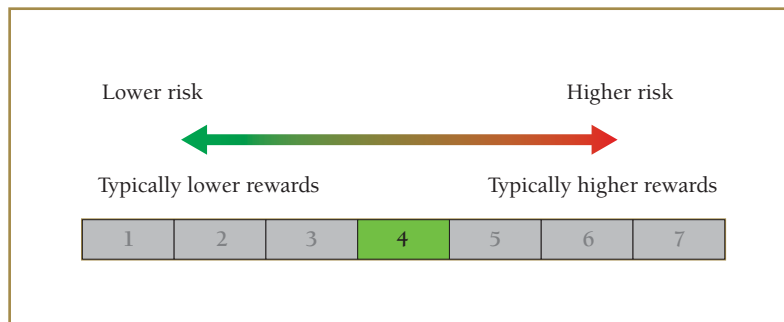 Lower risk Higher risk
Typically lower rewards Typically higher rewards
1 2 3 4 5 6 7